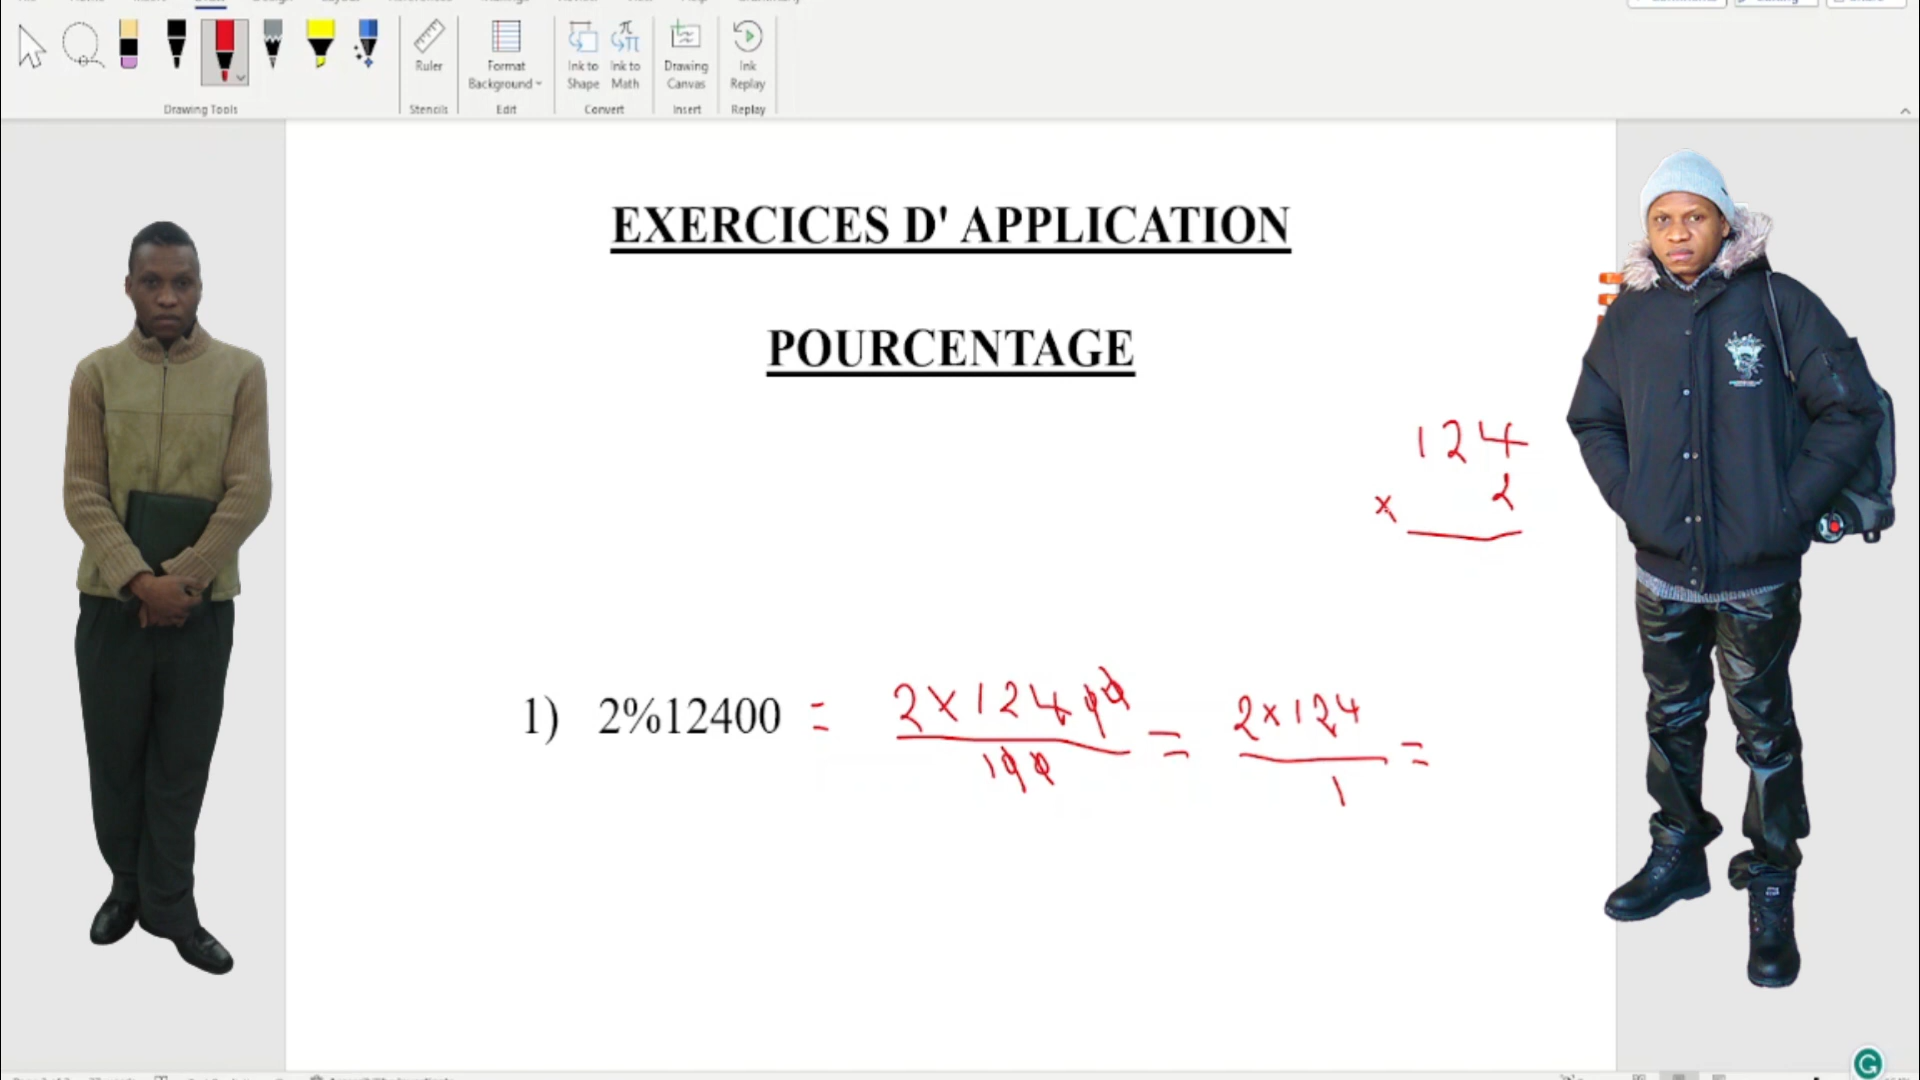 Ruler
Format
Background
Ink to
Shape
Ink to
Math
Drawing
Canvas
Ink
Replay
Drawing Tools
Stencils
Edit
Convert
Insert
Replay
EXERCICES D' APPLICATION
POURCENTAGE
124
× 2
1) 2%12400 = 2×12400 = 2×124 =
100 1
G